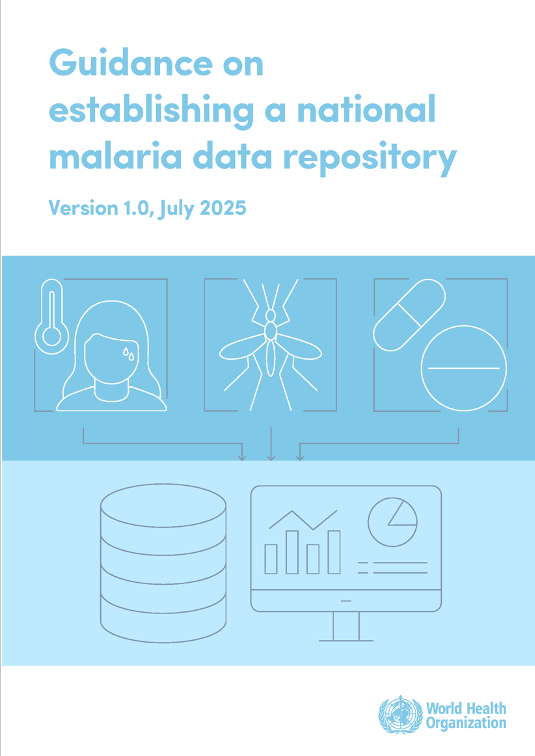 Guidance on
establishing a national
malaria data repository
Version 1.0, July 2025
World Health
Organization